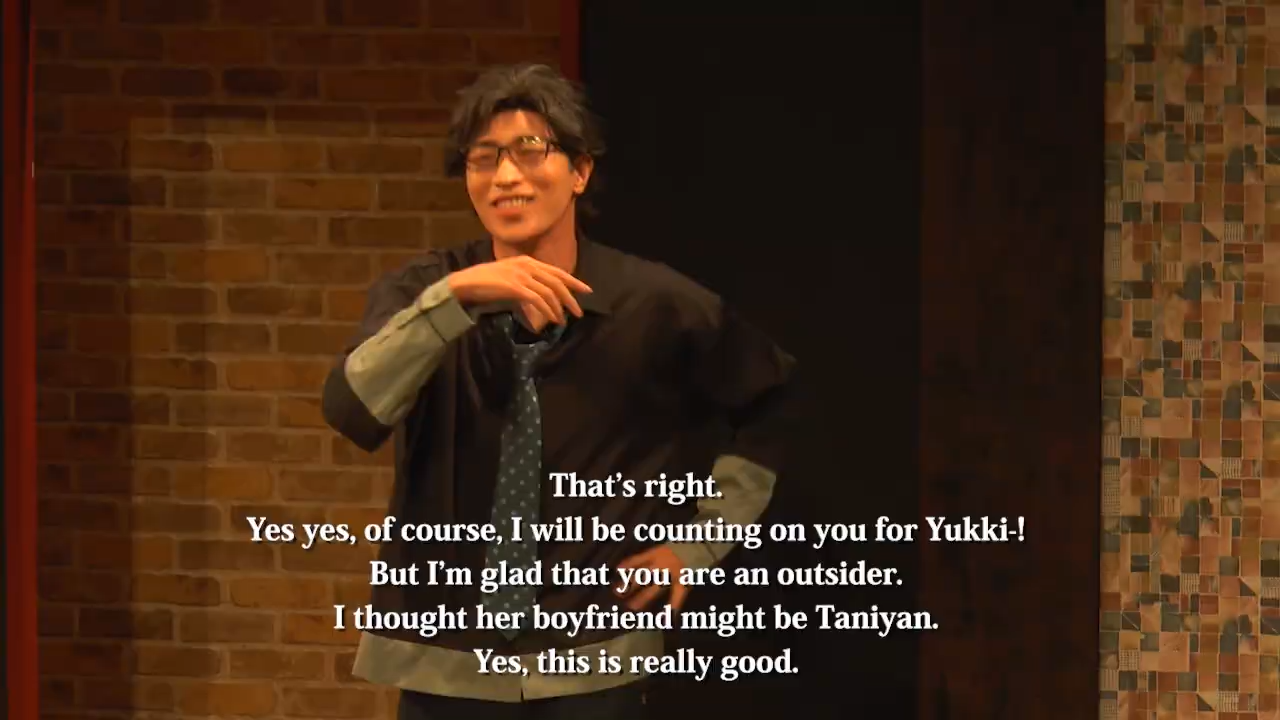 That's right.
Yes yes, of course, I will be counting on you for Yukki-!
But I'm glad that you are an outsider.
I thought her boyfriend might be Taniyan.
Yes, this is really good.